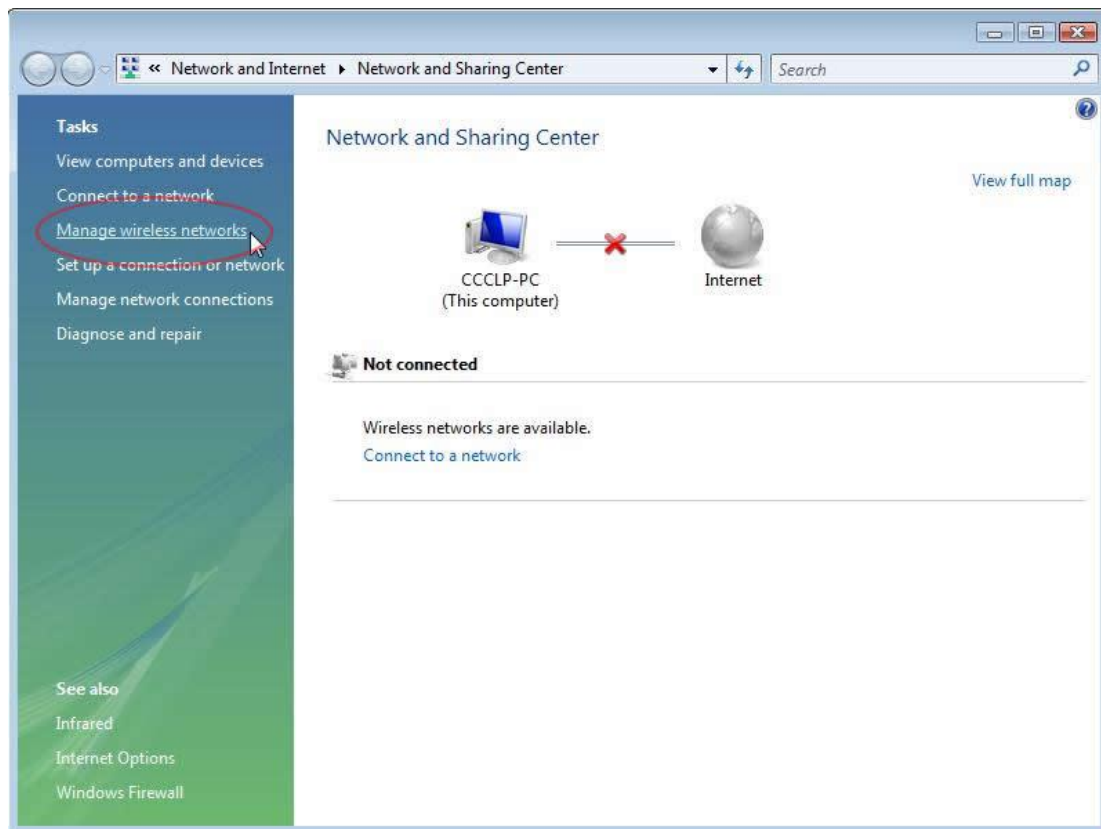 « Network and Internet ▸ Network and Sharing Center
Search
Tasks
View computers and devices
Connect to a network
Manage wireless networks
Set up a connection or network
Manage network connections
Diagnose and repair
See also
Infrared
Internet Options
Windows Firewall
Network and Sharing Center
View full map
CCCLP-PC
(This computer)
Internet
Not connected
Wireless networks are available.
Connect to a network